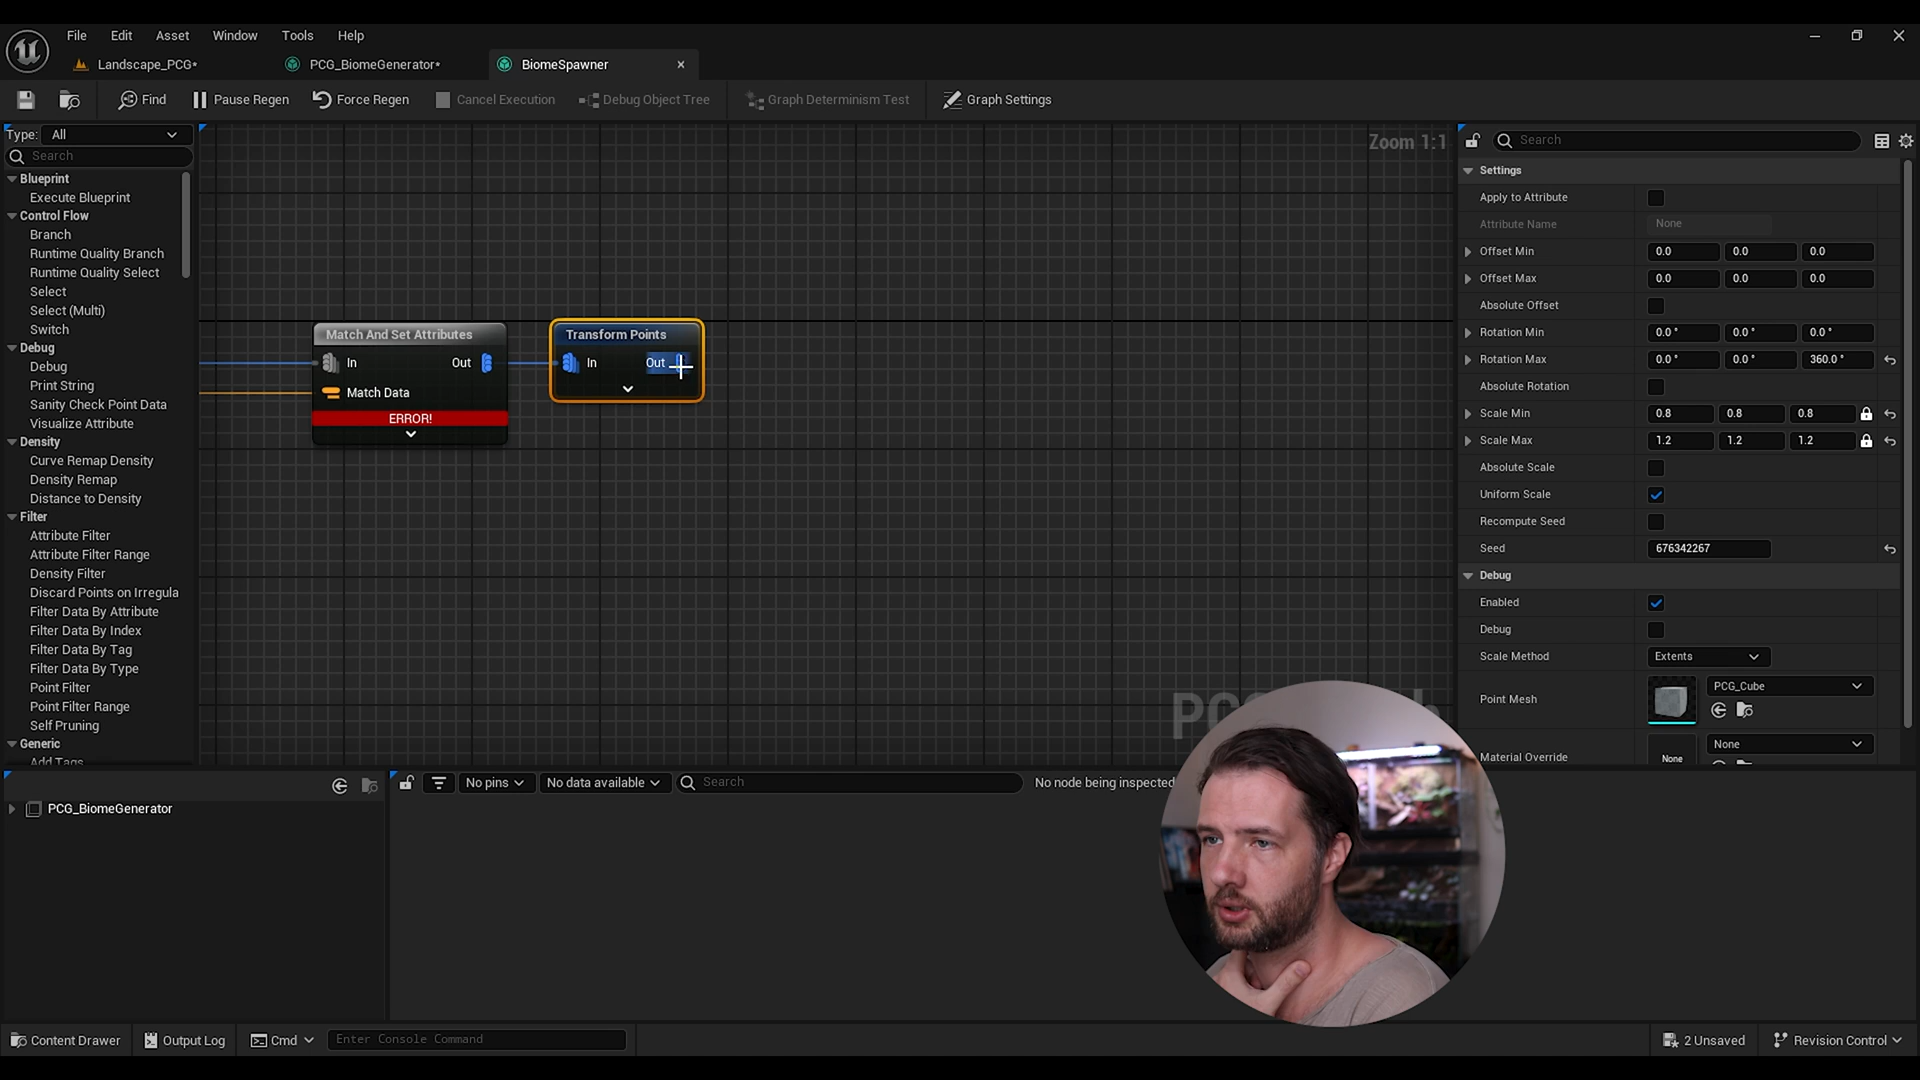 File Edit Asset Window Tools Help
Landscape_PCG* PCG_BiomeGenerator* BiomeSpawner
Find Pause Regen Force Regen Cancel Execution Debug Object Tree Graph Determinism Test Graph Settings
Type: All
Search
Blueprint
Execute Blueprint
Control Flow
Branch
Runtime Quality Branch
Runtime Quality Select
Select
Select (Multi)
Switch
Debug
Debug
Print String
Sanity Check Point Data
Visualize Attribute
Density
Curve Remap Density
Density Remap
Distance to Density
Filter
Attribute Filter
Attribute Filter Range
Density Filter
Discard Points on Irregula
Filter Data By Attribute
Filter Data By Index
Filter Data By Tag
Filter Data By Type
Point Filter
Point Filter Range
Self Pruning
Generic
Add Tags
Zoom 1:1
Match And Set Attributes
In Out
Match Data
ERROR!
Transform Points
In Out
Search
Settings
Apply to Attribute
Attribute Name None
Offset Min 0.0 0.0 0.0
Offset Max 0.0 0.0 0.0
Absolute Offset
Rotation Min 0.0 ° 0.0 ° 0.0 °
Rotation Max 0.0 ° 0.0 ° 360.0 °
Absolute Rotation
Scale Min 0.8 0.8 0.8
Scale Max 1.2 1.2 1.2
Absolute Scale
Uniform Scale
Recompute Seed
Seed 676342267
Debug
Enabled
Debug
Scale Method Extents
Point Mesh PCG_Cube
Material Override None None
PCG_BiomeGenerator
No pins No data available Search No node being inspected
Content Drawer Output Log Cmd Enter Console Command 2 Unsaved Revision Control